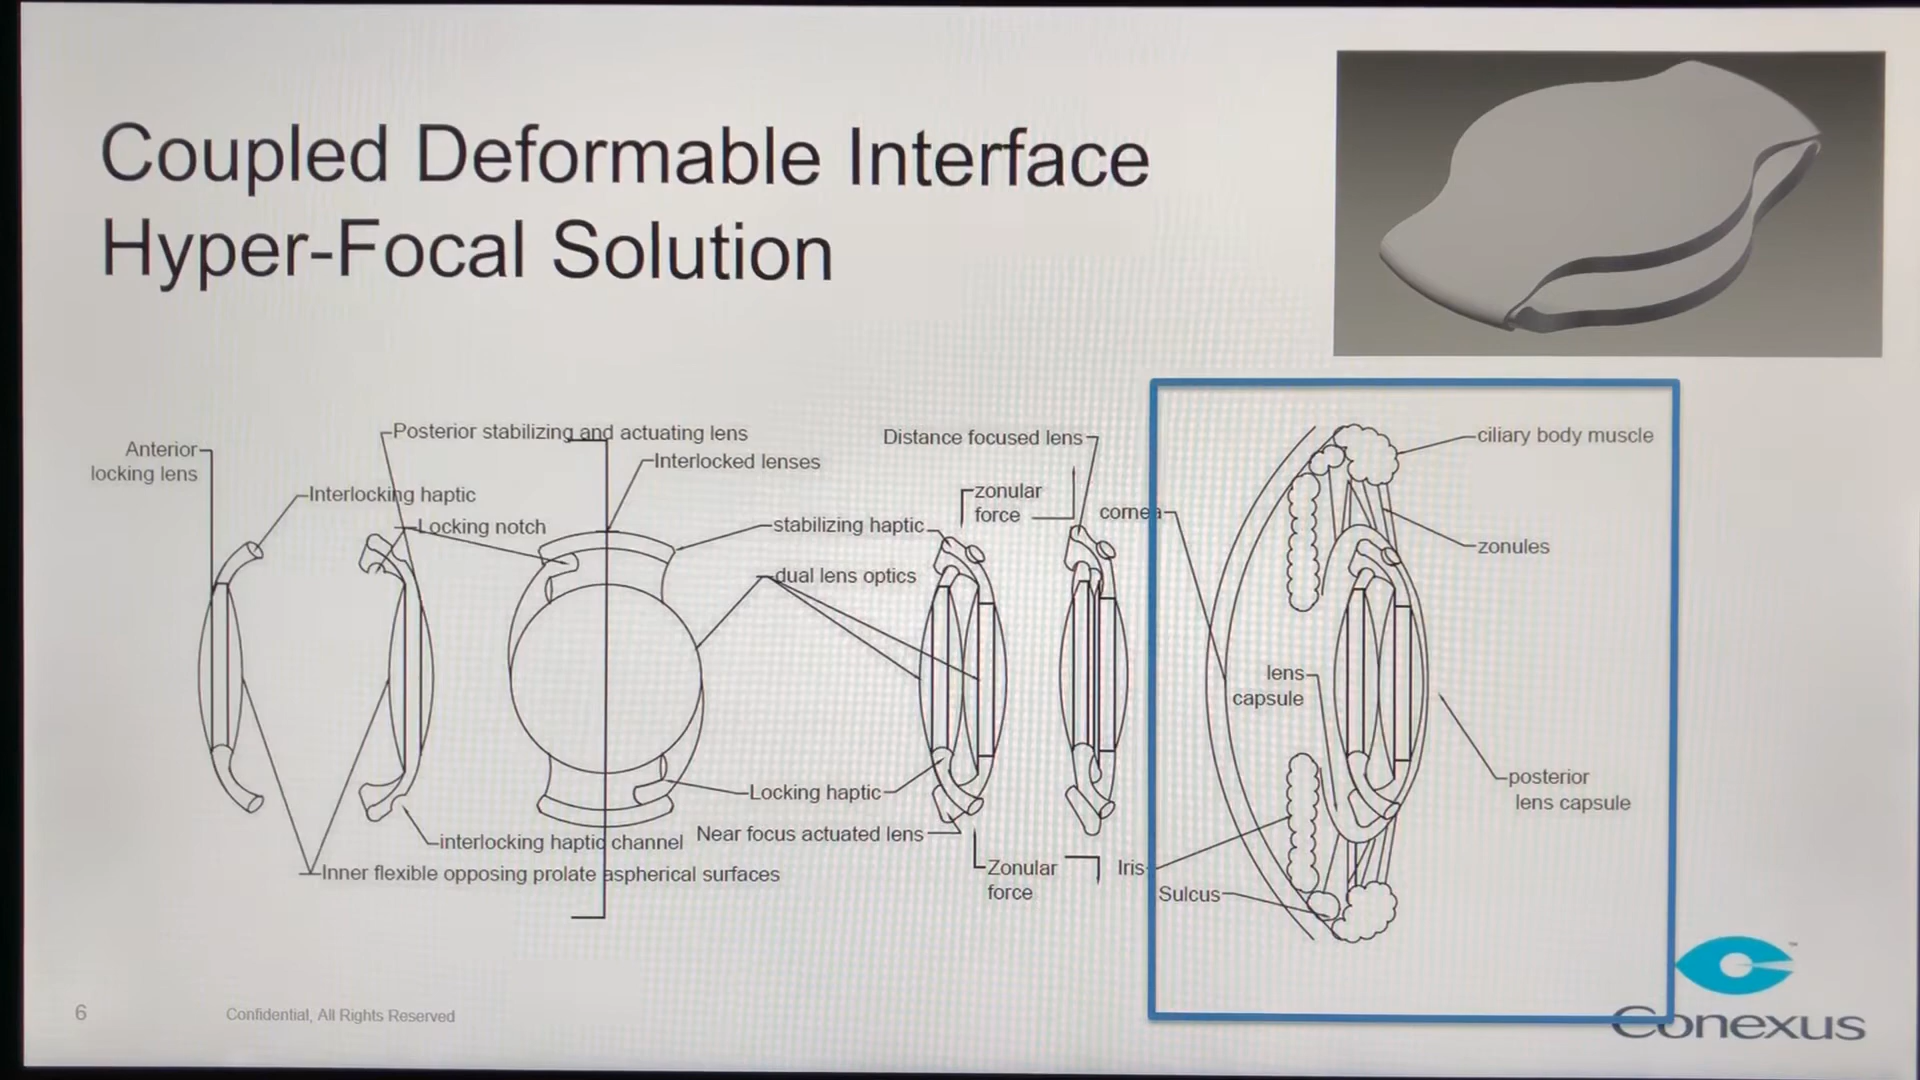 Coupled Deformable Interface
Hyper-Focal Solution
Anterior
locking lens
Posterior stabilizing and actuating lens
Interlocked lenses
Interlocking haptic
Locking notch
stabilizing haptic
dual lens optics
Distance focused lens
zonular
force
cornea
ciliary body muscle
zonules
lens
capsule
posterior
lens capsule
Locking haptic
Near focus actuated lens
interlocking haptic channel
Inner flexible opposing prolate aspherical surfaces
Zonular
force
Iris
Sulcus
6
Confidential, All Rights Reserved
Conexus